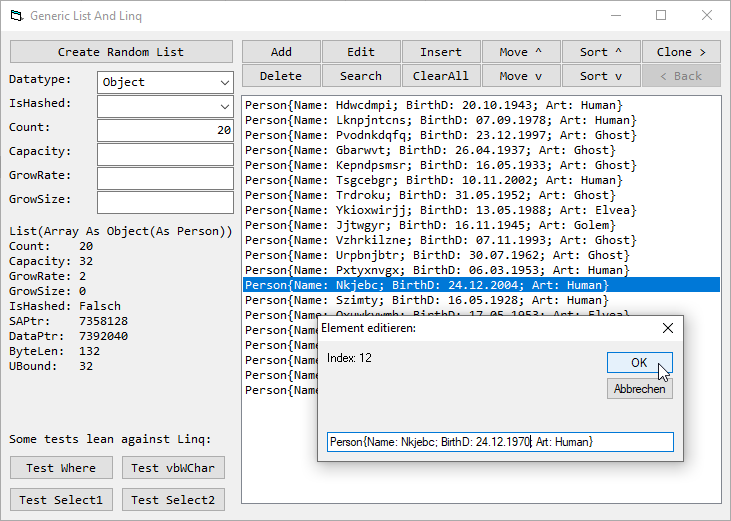 Generic List And Linq
Create Random List
Add Edit Insert Move ^ Sort ^ Clone >
Delete Search ClearAll Move v Sort v < Back
Datatype: Object
IsHashed:
Count: 20
Capacity:
GrowRate:
GrowSize:
List(Array As Object(As Person))
Count: 20
Capacity: 32
GrowRate: 2
GrowSize: 0
IsHashed: Falsch
SAPtr: 7358128
DataPtr: 7392040
ByteLen: 132
UBound: 32
Some tests lean against Linq:
Test Where Test vbWChar
Test Select1 Test Select2
Person{Name: Hdwcdmpi; BirthD: 20.10.1943; Art: Human}
Person{Name: Lknpjntcns; BirthD: 07.09.1978; Art: Human}
Person{Name: Pvodnkdqfq; BirthD: 23.12.1997; Art: Ghost}
Person{Name: Gbarwvt; BirthD: 26.04.1937; Art: Ghost}
Person{Name: Kepndpsmsr; BirthD: 16.05.1933; Art: Ghost}
Person{Name: Tsgcebgr; BirthD: 10.11.2002; Art: Human}
Person{Name: Trdroku; BirthD: 31.05.1952; Art: Ghost}
Person{Name: Ykioxwirjj; BirthD: 13.05.1988; Art: Elvea}
Person{Name: Jjtwgyr; BirthD: 16.11.1945; Art: Golem}
Person{Name: Vzhrkilzne; BirthD: 07.11.1993; Art: Ghost}
Person{Name: Urpbnjbtr; BirthD: 30.07.1962; Art: Ghost}
Person{Name: Pxtyxnvgx; BirthD: 06.03.1953; Art: Human}
Person{Name: Nkjebc; BirthD: 24.12.2004; Art: Human}
Person{Name: Szimty; BirthD: 16.05.1928; Art: Human}
Person{Name:
Person{Name
Person{Name
Person{Name
Person{Name
Person{Name
Element editieren:
Index: 12
OK
Abbrechen
Person{Name: Nkjebc; BirthD: 24.12.1970; Art: Human}